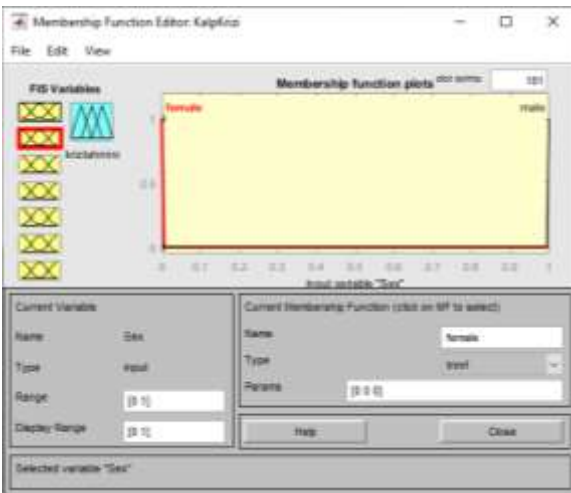 Membership Function Editor: KalpKrizi
File Edit View
FIS Variables
Membership function plots
plot points:
181
female
male
1
0.5
0
kriztahmini
0 0.1 0.2 0.3 0.4 0.5 0.6 0.7 0.8 0.9 1
input variable "Sex"
Current Variable
Current Membership Function (click on MF to select)
Name Sex
Name female
Type input
Type trimf
Params [0 0 0]
Range [0 1]
Display Range [0 1]
Help Close
Selected variable "Sex"